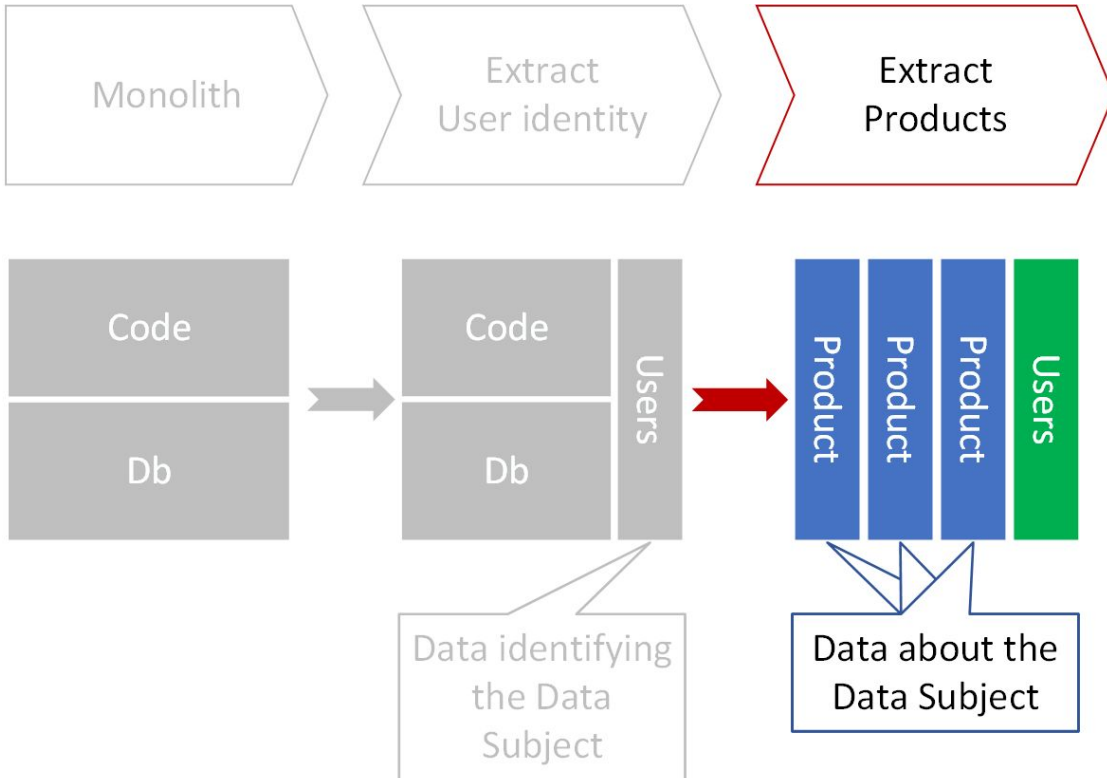 Monolith
Extract
User identity
Extract
Products
Code
Db
Code
Db
Users
Product
Product
Product
Users
Data identifying
the Data
Subject
Data about the
Data Subject